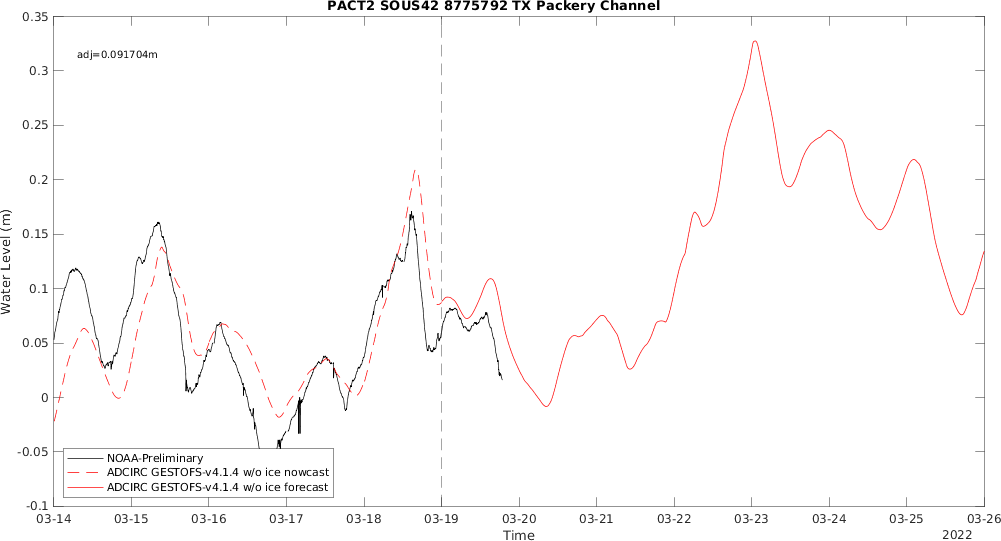 PACT2 SOUS42 8775792 TX Packery Channel
adj=0.091704m
0.35
0.3
0.25
0.2
0.15
0.1
0.05
0
-0.05
-0.1
Water Level (m)
NOAA-Preliminary
ADCIRC GESTOFS-v4.1.4 w/o ice nowcast
ADCIRC GESTOFS-v4.1.4 w/o ice forecast
03-14 03-15 03-16 03-17 03-18 03-19 03-20 03-21 03-22 03-23 03-24 03-25 03-26
Time
2022